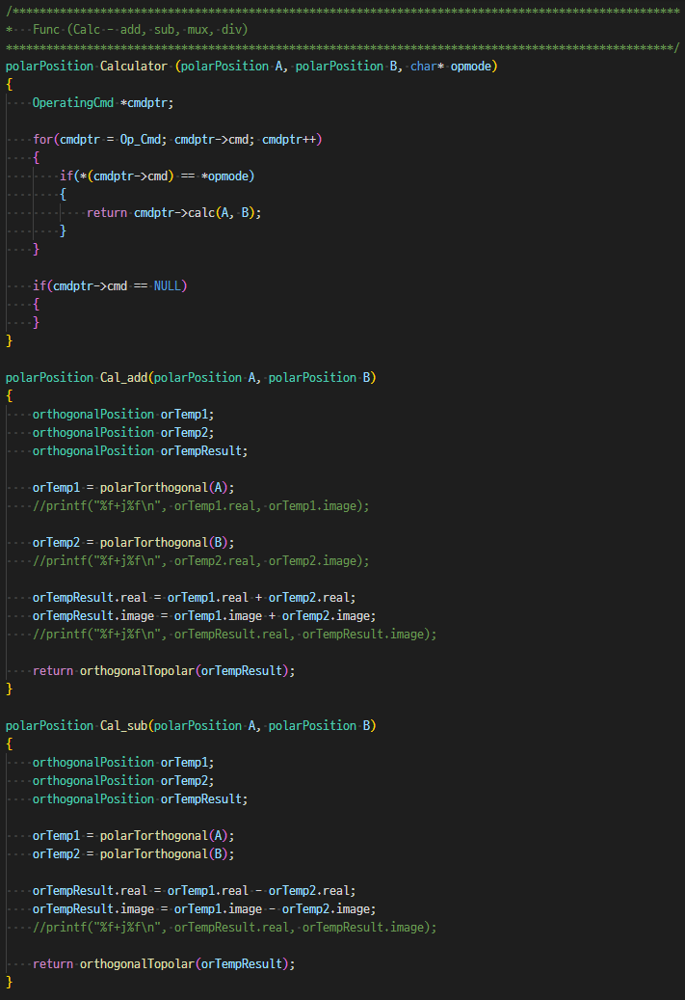 /***************************************************************************************************
*   Func (Calc - add, sub, mux, div)
***************************************************************************************************/
polarPosition Calculator (polarPosition A, polarPosition B, char* opmode)
{
    OperatingCmd *cmdptr;

    for(cmdptr = Op_Cmd; cmdptr->cmd; cmdptr++)
    {
        if(*(cmdptr->cmd) == *opmode)
        {
            return cmdptr->calc(A, B);
        }
    }

    if(cmdptr->cmd == NULL)
    {
    }
}

polarPosition Cal_add(polarPosition A, polarPosition B)
{
    orthogonalPosition orTemp1;
    orthogonalPosition orTemp2;
    orthogonalPosition orTempResult;

    orTemp1 = polarTorthogonal(A);
    //printf("%f+j%f\n", orTemp1.real, orTemp1.image);

    orTemp2 = polarTorthogonal(B);
    //printf("%f+j%f\n", orTemp2.real, orTemp2.image);

    orTempResult.real = orTemp1.real + orTemp2.real;
    orTempResult.image = orTemp1.image + orTemp2.image;
    //printf("%f+j%f\n", orTempResult.real, orTempResult.image);

    return orthogonalTopolar(orTempResult);
}

polarPosition Cal_sub(polarPosition A, polarPosition B)
{
    orthogonalPosition orTemp1;
    orthogonalPosition orTemp2;
    orthogonalPosition orTempResult;

    orTemp1 = polarTorthogonal(A);
    orTemp2 = polarTorthogonal(B);

    orTempResult.real = orTemp1.real - orTemp2.real;
    orTempResult.image = orTemp1.image - orTemp2.image;
    //printf("%f+j%f\n", orTempResult.real, orTempResult.image);

    return orthogonalTopolar(orTempResult);
}